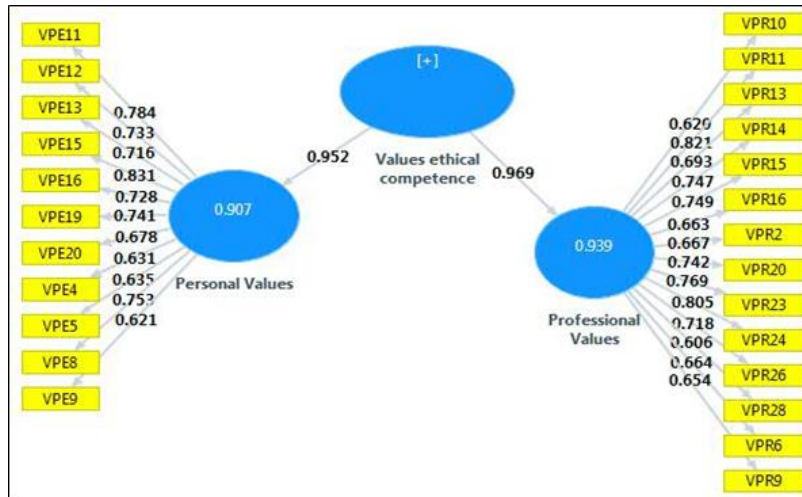 VPE11
VPE12
VPE13
VPE15
VPE16
VPE19
VPE20
VPE4
VPE5
VPE8
VPE9
0.784
0.733
0.716
0.831
0.728
0.741
0.678
0.631
0.635
0.753
0.621
0.907
Personal Values
0.952
[+]
Values ethical
competence
0.969
0.939
Professional
Values
0.620
0.821
0.693
0.747
0.749
0.663
0.667
0.742
0.769
0.805
0.718
0.606
0.664
0.654
VPR10
VPR11
VPR13
VPR14
VPR15
VPR16
VPR2
VPR20
VPR23
VPR24
VPR26
VPR28
VPR6
VPR9